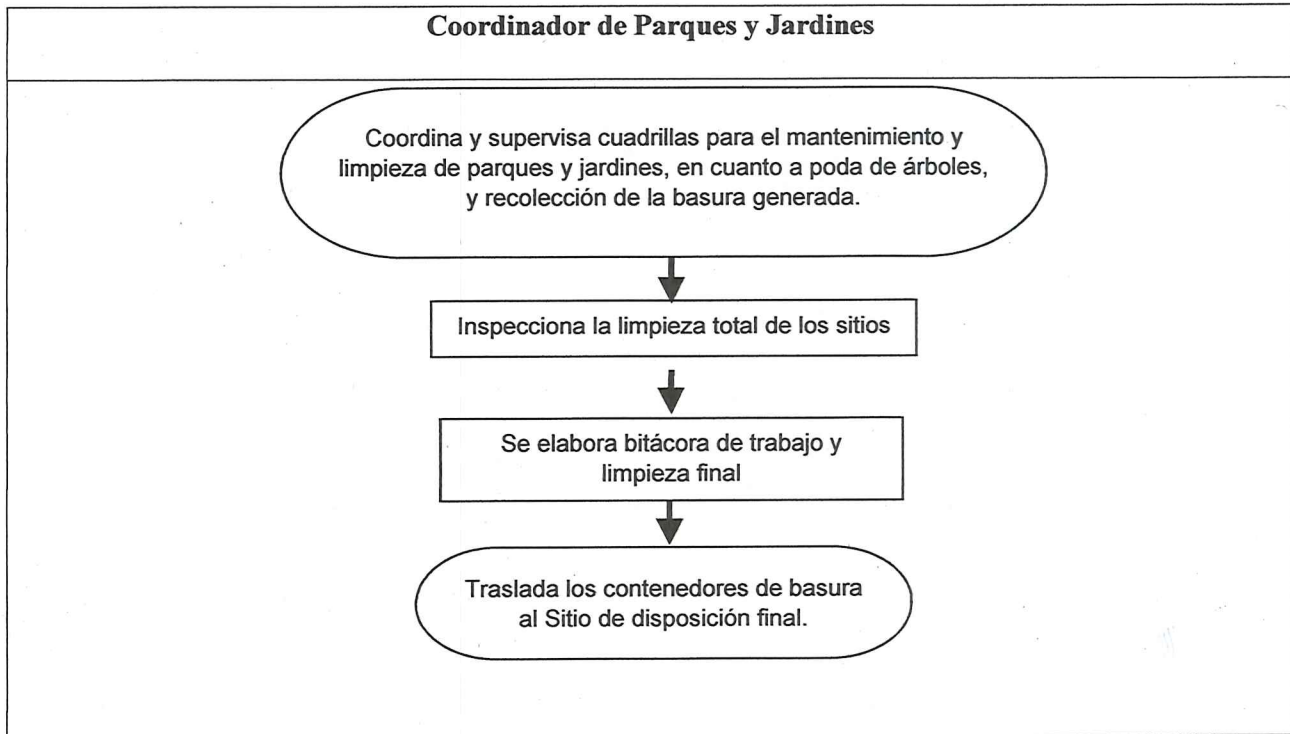 Coordinador de Parques y Jardines
Coordina y supervisa cuadrillas para el mantenimiento y
limpieza de parques y jardines, en cuanto a poda de árboles,
y recolección de la basura generada.
Inspecciona la limpieza total de los sitios
Se elabora bitácora de trabajo y
limpieza final
Traslada los contenedores de basura
al Sitio de disposición final.